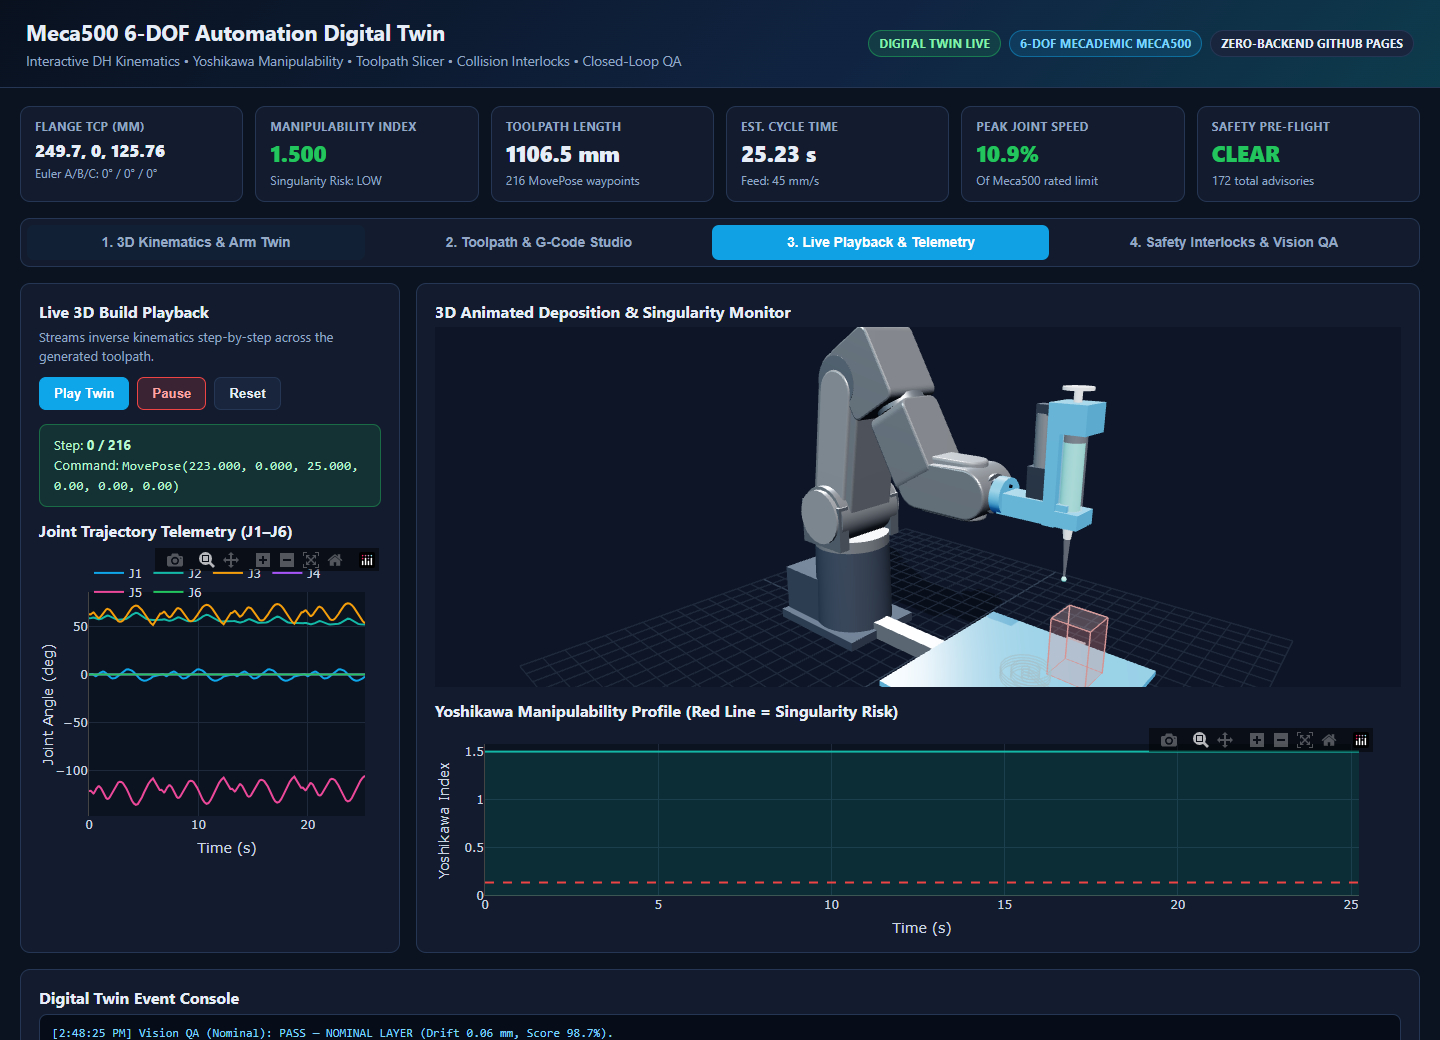 Meca500 6-DOF Automation Digital Twin
Interactive DH Kinematics • Yoshikawa Manipulability • Toolpath Slicer • Collision Interlocks • Closed-Loop QA
DIGITAL TWIN LIVE
6-DOF MECADEMIC MECA500
ZERO-BACKEND GITHUB PAGES
FLANGE TCP (MM)
249.7, 0, 125.76
Euler A/B/C: 0° / 0° / 0°
MANIPULABILITY INDEX
1.500
Singularity Risk: LOW
TOOLPATH LENGTH
1106.5 mm
216 MovePose waypoints
EST. CYCLE TIME
25.23 s
Feed: 45 mm/s
PEAK JOINT SPEED
10.9%
Of Meca500 rated limit
SAFETY PRE-FLIGHT
CLEAR
172 total advisories
1. 3D Kinematics & Arm Twin
2. Toolpath & G-Code Studio
3. Live Playback & Telemetry
4. Safety Interlocks & Vision QA
Live 3D Build Playback
Streams inverse kinematics step-by-step across the
generated toolpath.
Play Twin
Pause
Reset
Step: 0 / 216
Command: MovePose(223.000, 0.000, 25.000,
0.00, 0.00, 0.00)
Joint Trajectory Telemetry (J1–J6)
J1 J2 J3 J4
J5 J6
50
0
−50
−100
Joint Angle (deg)
0 10 20
Time (s)
3D Animated Deposition & Singularity Monitor
Yoshikawa Manipulability Profile (Red Line = Singularity Risk)
1.5
1
0.5
0
Yoshikawa Index
0 5 10 15 20 25
Time (s)
Digital Twin Event Console
[2:48:25 PM] Vision QA (Nominal): PASS — NOMINAL LAYER (Drift 0.06 mm, Score 98.7%).